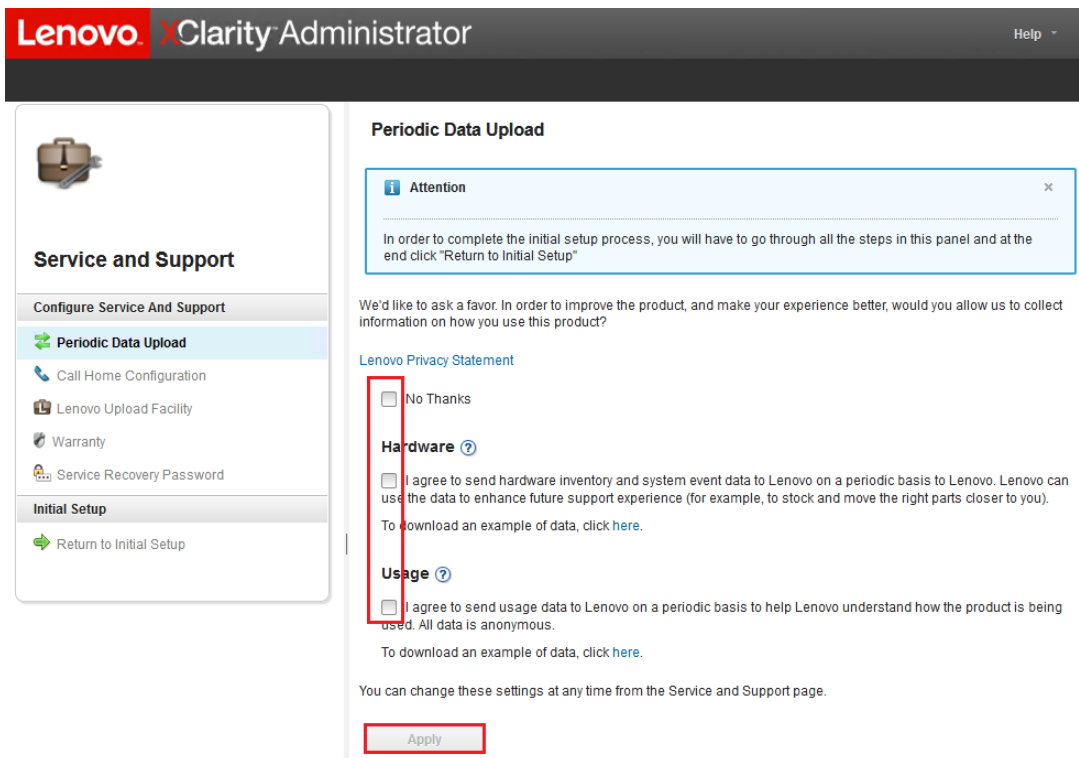 Lenovo. XClarity Administrator
Help
Service and Support
Configure Service And Support
Periodic Data Upload
Call Home Configuration
Lenovo Upload Facility
Warranty
Service Recovery Password
Initial Setup
Return to Initial Setup
Periodic Data Upload
Attention
In order to complete the initial setup process, you will have to go through all the steps in this panel and at the
end click "Return to Initial Setup"
We'd like to ask a favor. In order to improve the product, and make your experience better, would you allow us to collect
information on how you use this product?
Lenovo Privacy Statement
No Thanks
Hardware
I agree to send hardware inventory and system event data to Lenovo on a periodic basis to Lenovo. Lenovo can
use the data to enhance future support experience (for example, to stock and move the right parts closer to you).
To download an example of data, click here.
Usage
I agree to send usage data to Lenovo on a periodic basis to help Lenovo understand how the product is being
used. All data is anonymous.
To download an example of data, click here.
You can change these settings at any time from the Service and Support page.
Apply